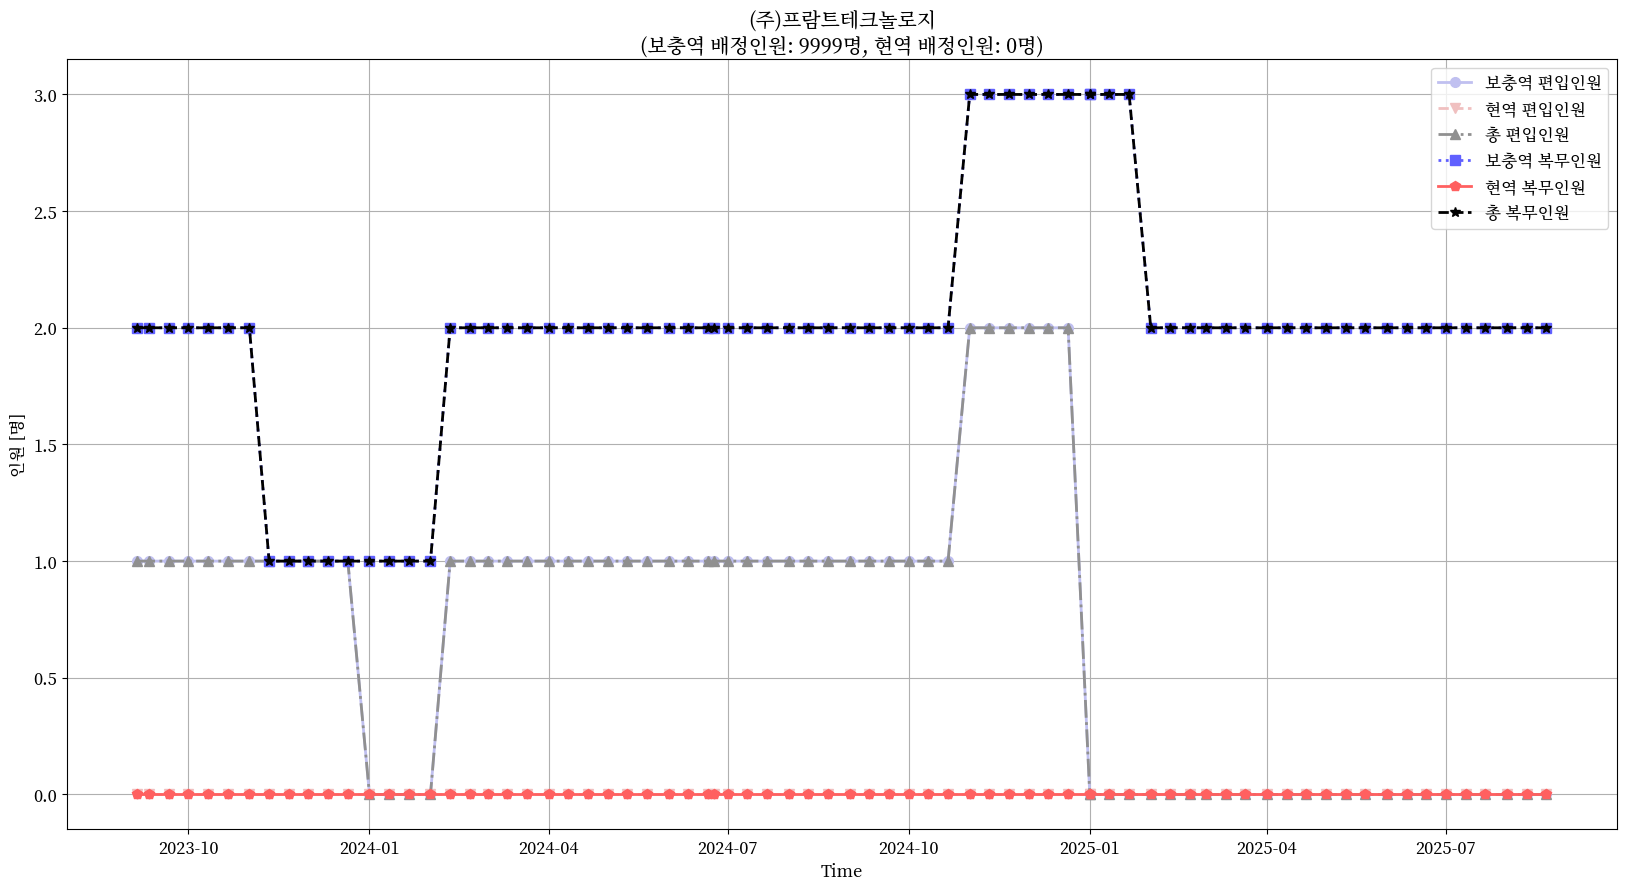 (주)프람트테크놀로지
(보충역 배정인원: 9999명, 현역 배정인원: 0명)
보충역 편입인원
현역 편입인원
총 편입인원
보충역 복무인원
현역 복무인원
총 복무인원
인원 [명]
3.0
2.5
2.0
1.5
1.0
0.5
0.0
2023-10
2024-01
2024-04
2024-07
2024-10
2025-01
2025-04
2025-07
Time